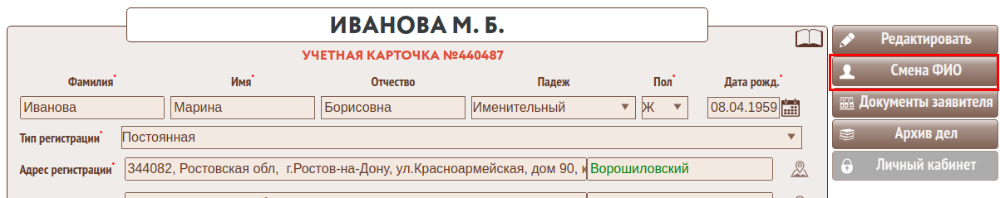 ИВАНОВА М. Б.
УЧЕТНАЯ КАРТОЧКА №440487
Фамилия* Имя* Отчество Падеж Пол* Дата рожд.*
Иванова Марина Борисовна Именительный Ж 08.04.1959
Тип регистрации* Постоянная
Адрес регистрации* 344082, Ростовская обл, г.Ростов-на-Дону, ул.Красноармейская, дом 90, к Ворошиловский
Редактировать
Смена ФИО
Документы заявителя
Архив дел
Личный кабинет